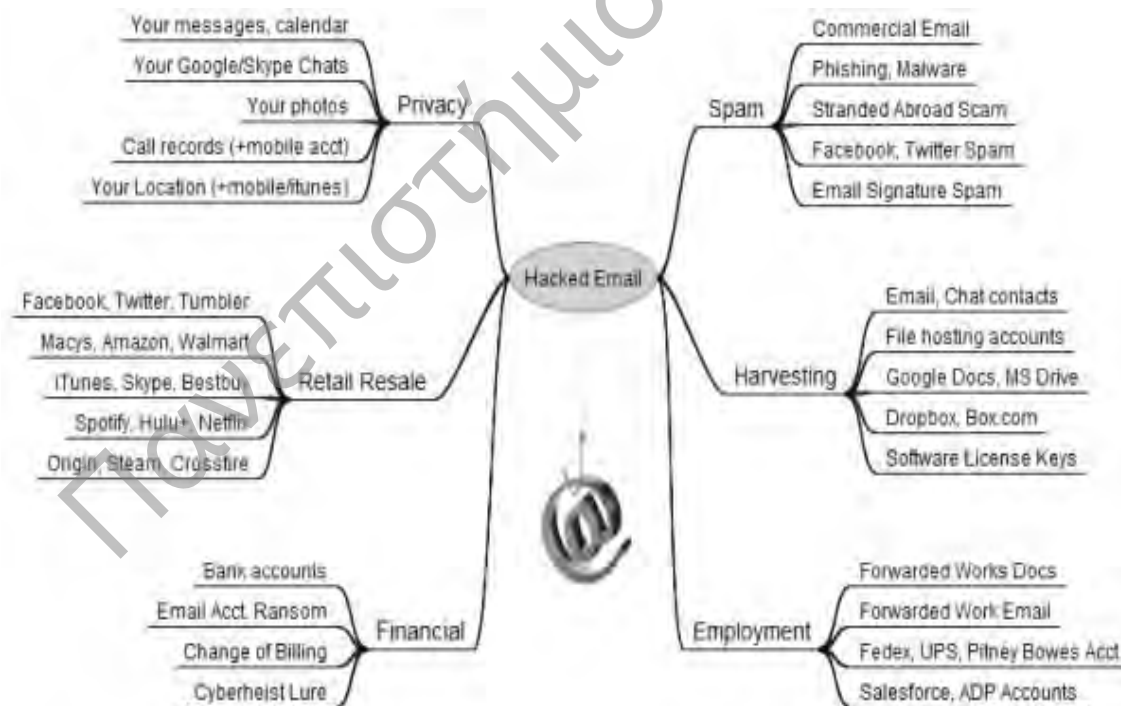 Your messages, calendar
Your Google/Skype Chats
Your photos
Call records (+mobile acct)
Your Location (+mobile/itunes)
Privacy
Facebook, Twitter, Tumbler
Macys, Amazon, Walmart
iTunes, Skype, Bestbuy
Spotify, Hulu+, Netflix
Origin, Steam, Crossfire
Retail Resale
Bank accounts
Email Acct. Ransom
Change of Billing
Cyberheist Lure
Financial
Hacked Email
@
Spam
Commercial Email
Phishing, Malware
Stranded Abroad Scam
Facebook, Twitter Spam
Email Signature Spam
Harvesting
Email, Chat contacts
File hosting accounts
Google Docs, MS Drive
Dropbox, Box.com
Software License Keys
Employment
Forwarded Works Docs
Forwarded Work Email
Fedex, UPS, Pitney Bowes Acct
Salesforce, ADP Accounts
Πανεπιστήμιο